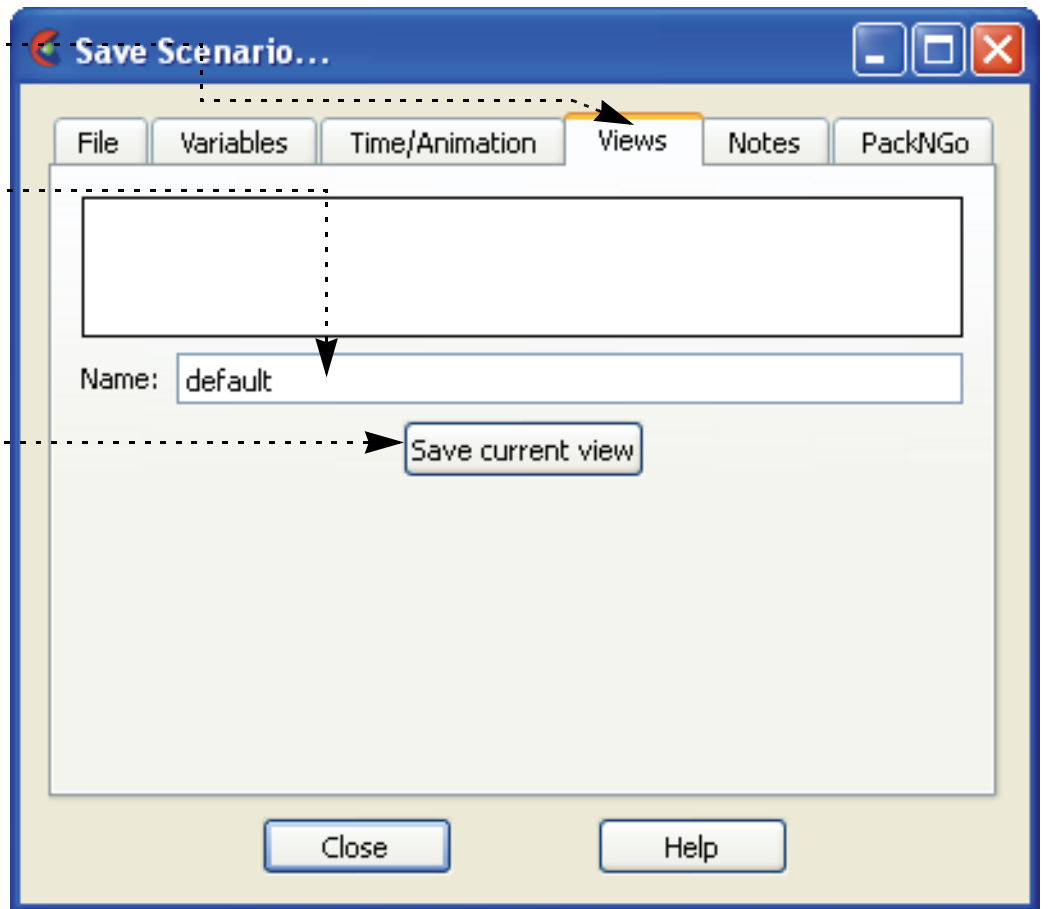 Save Scenario...
File Variables Time/Animation Views Notes PackNGo
Name: default
Save current view
Close Help